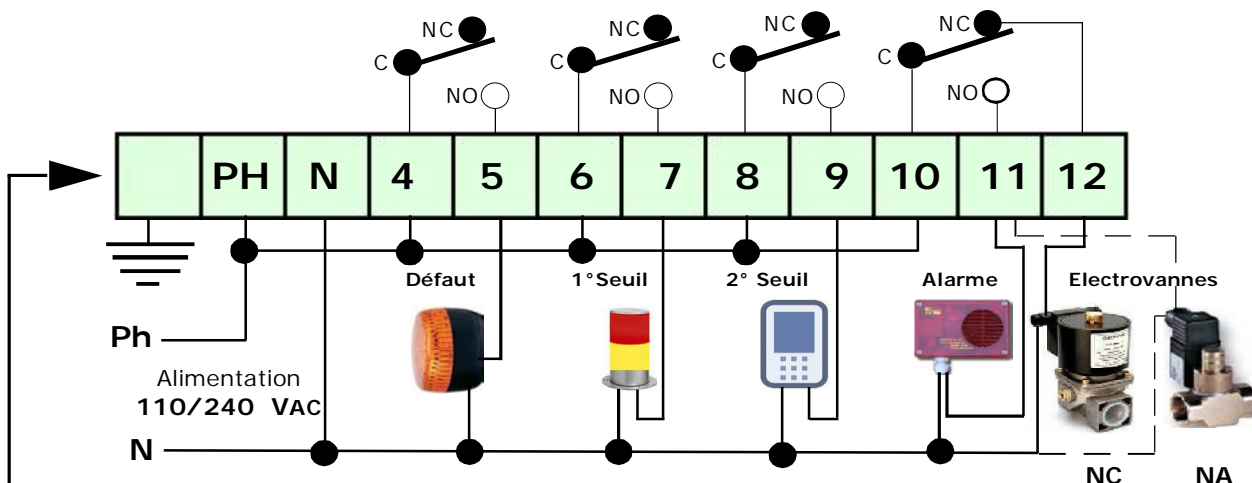 NC NC NC NC
C C C C
NO NO NO NO
PH N 4 5 6 7 8 9 10 11 12
Défaut 1°Seuil 2° Seuil Alarme Electrovannes
Ph
Alimentation
110/240 VAC
N
NC NA